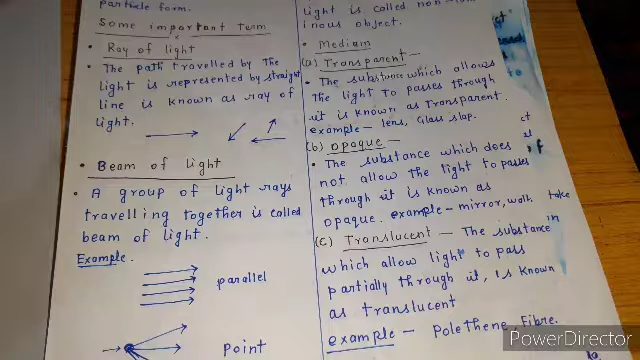 particle form.
Some important term
• Ray of light
• The path travelled by The
light is represented by straight
line is known as ray of
light.
• Beam of light
• A group of light rays
travelling together is called
beam of light.
Example.
parallel
point
light is called non-
inous object.
• Medium
(a) Transparent —
• The substance which allows
The light to passes through
it is known as Transparent.
example - lens, Glass slap.
(b) opaque —
• The substance which does
not allow the light to passes
through it is known as
opaque. example - mirror, walk.
(c) Translucent - The substance
which allow light to pass
partially through it, Is known
as translucent
example - Polethene, Fibre.
ct
of
take
in
PowerDirector